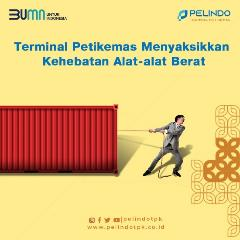 BUMN UNTUK INDONESIA
PELINDO
Terminal Petikemas Menyaksikkan
Kehebatan Alat-alat Berat
pelindotpk
www.pelindotpk.co.id